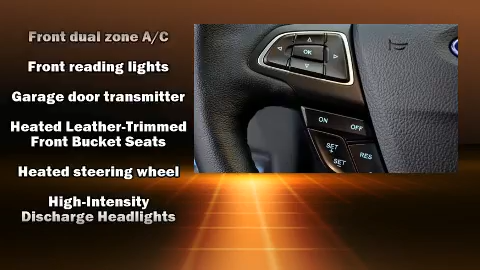 Front dual zone A/C
Front reading lights
Garage door transmitter
Heated Leather-Trimmed
Front Bucket Seats
Heated steering wheel
High-Intensity
Discharge Headlights
OK
ON OFF
SET
+
RES
SET
-